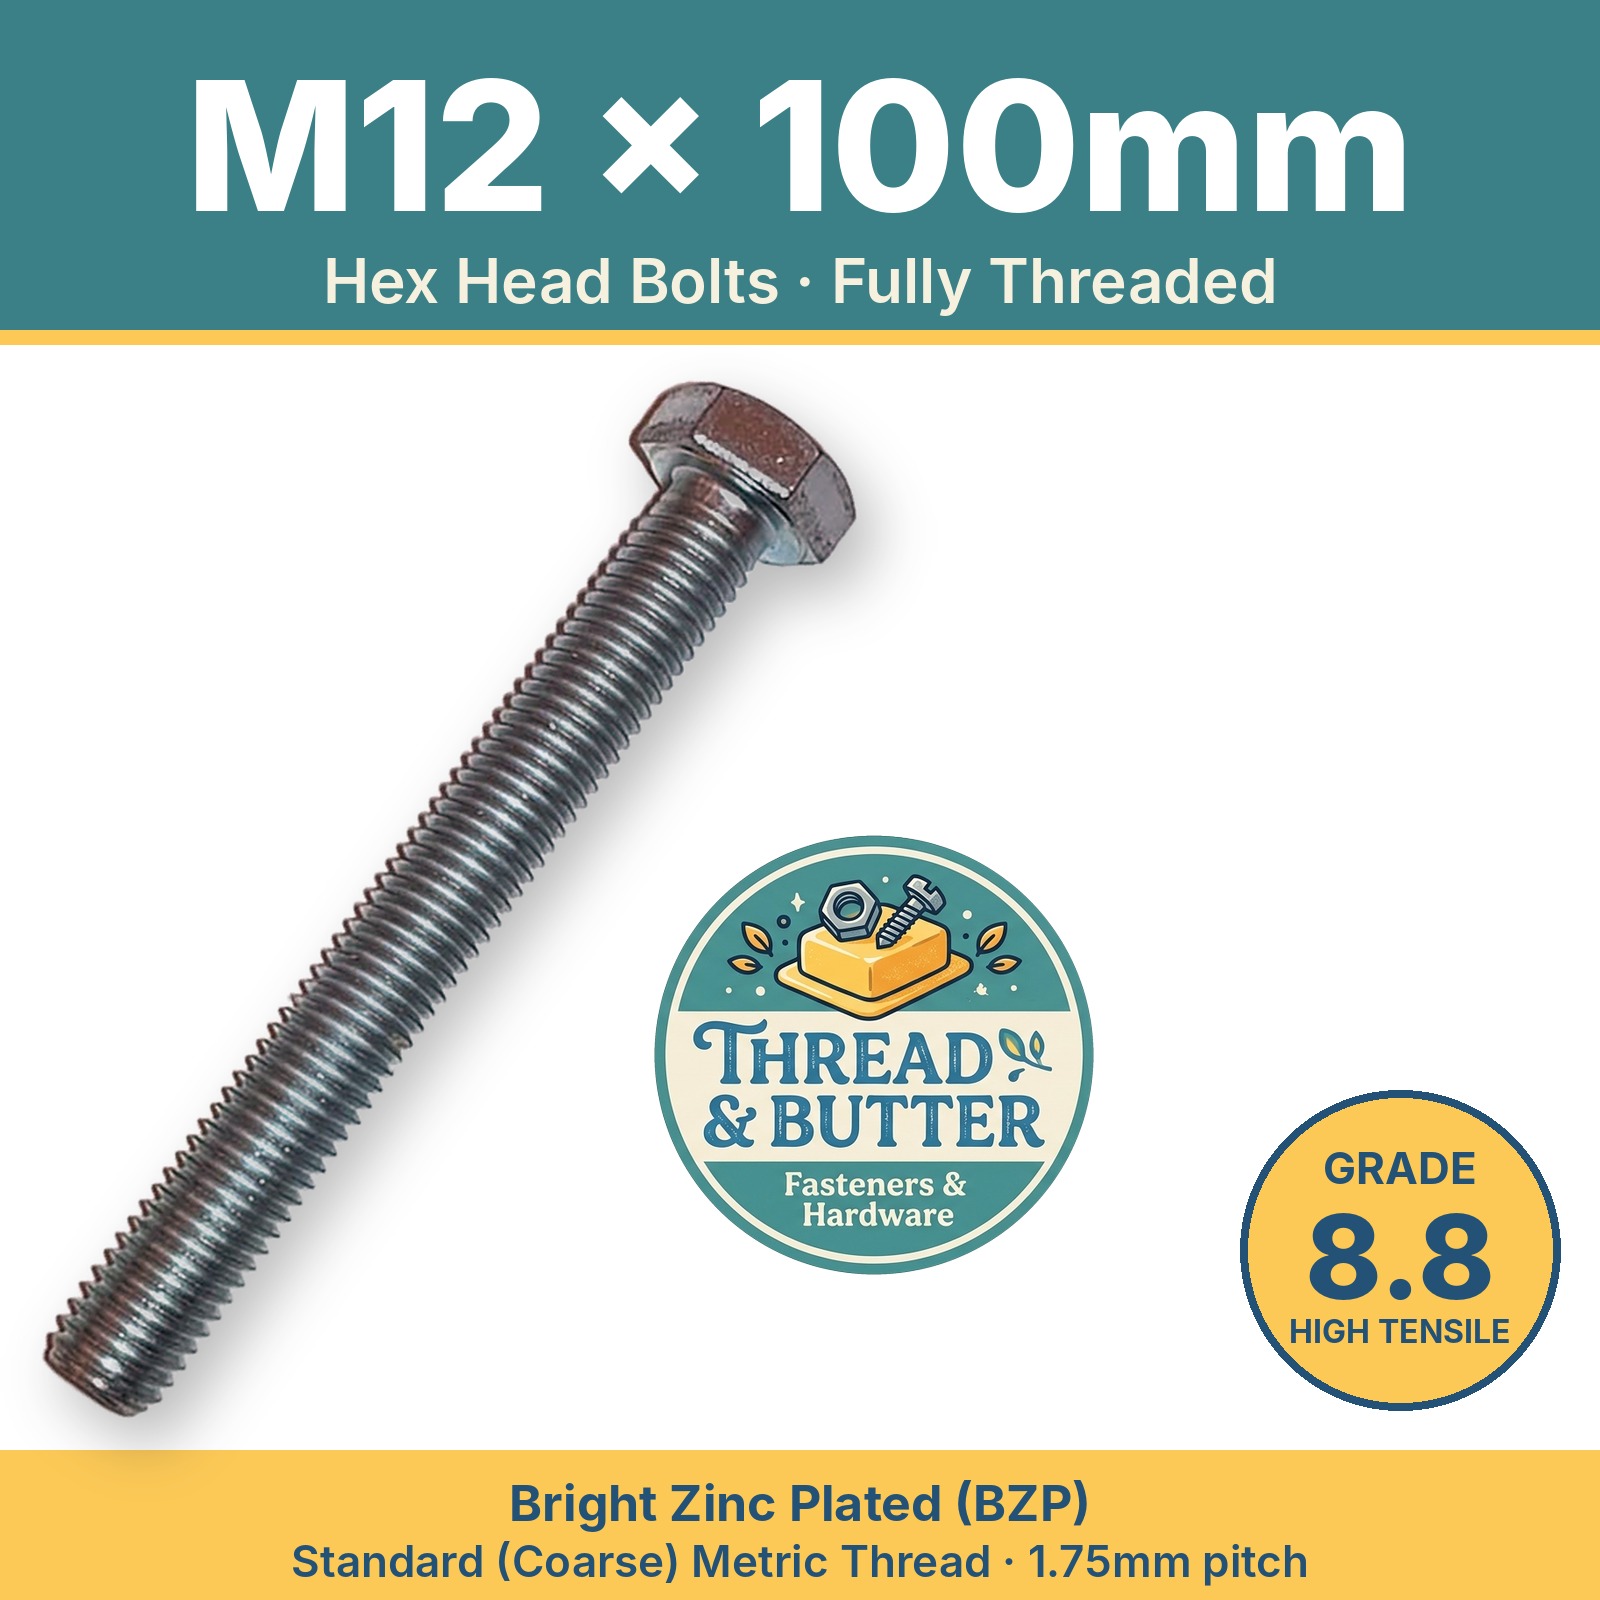 M12 × 100mm
Hex Head Bolts · Fully Threaded
THREAD
& BUTTER
Fasteners &
Hardware
GRADE
8.8
HIGH TENSILE
Bright Zinc Plated (BZP)
Standard (Coarse) Metric Thread · 1.75mm pitch